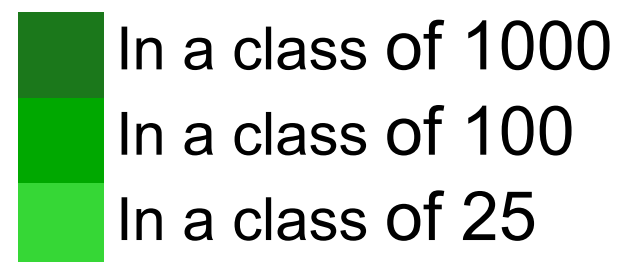 In a class of 1000
In a class of 100
In a class of 25